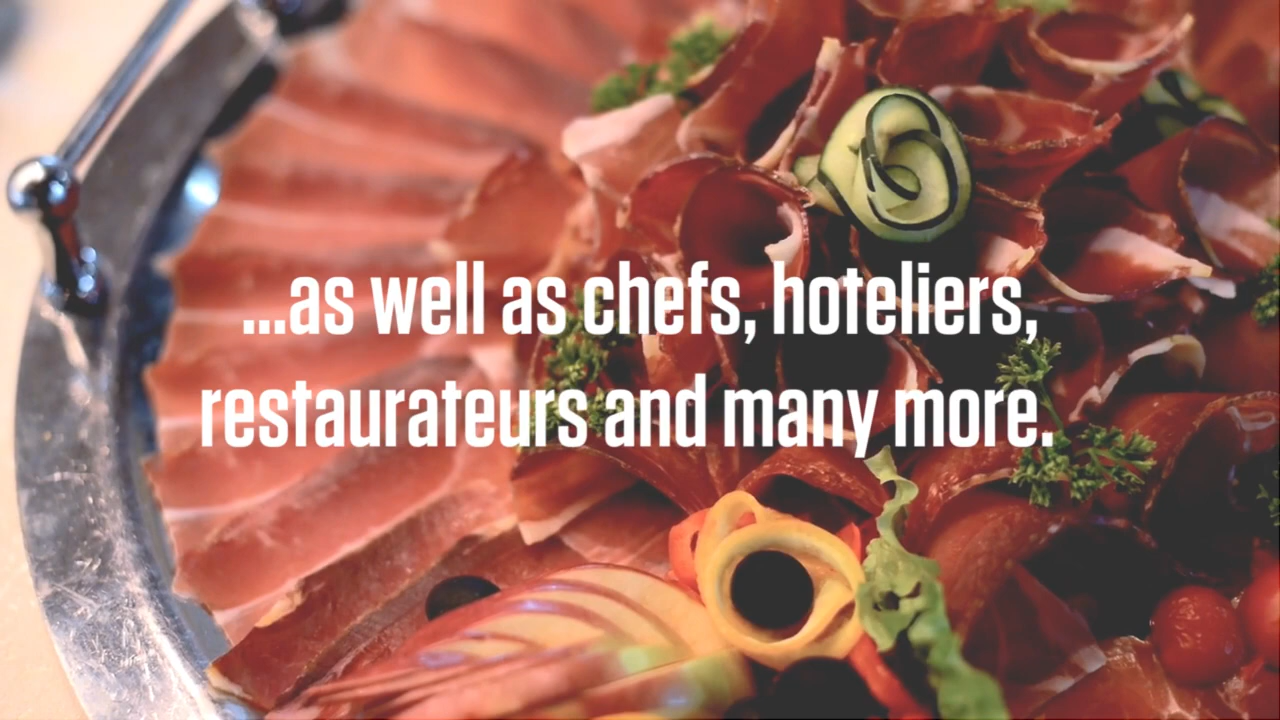 ...as well as chefs, hoteliers,
restaurateurs and many more.